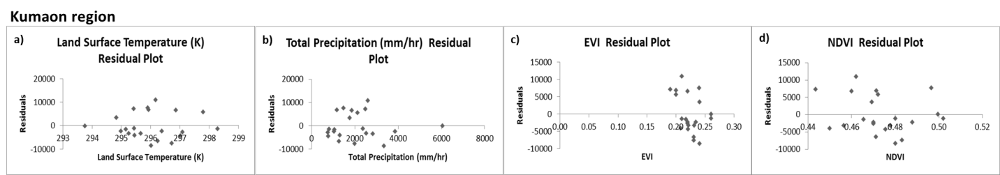 Kumaon region
a)
Land Surface Temperature (K)
Residual Plot
20000
10000
0
-10000
Residuals
293 294 295 296 297 298 299
Land Surface Temperature (K)
b)
Total Precipitation (mm/hr) Residual
Plot
20000
10000
0
-10000
Residuals
0 2000 4000 6000 8000
Total Precipitation (mm/hr)
c)
EVI Residual Plot
15000
10000
5000
0
-5000
-10000
Residuals
0.00 0.05 0.10 0.15 0.20 0.25 0.30
EVI
d)
NDVI Residual Plot
15000
10000
5000
0
-5000
-10000
Residuals
0.44 0.46 0.48 0.50 0.52
NDVI